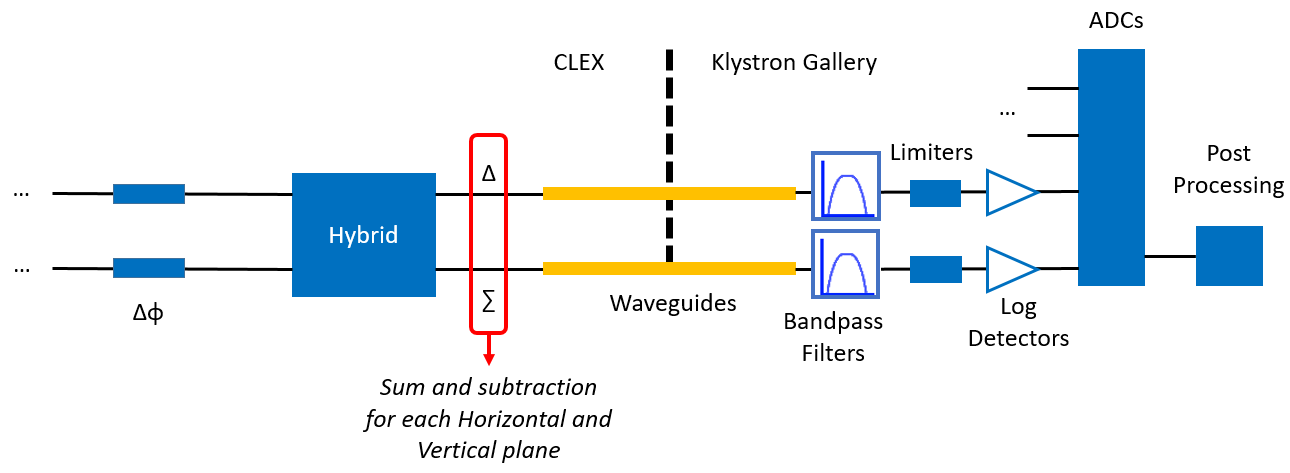 ADCs
CLEX
Klystron Gallery
...
Limiters
Post
Processing
Δ
...
Hybrid
...
∑
Δϕ
Waveguides
Bandpass
Filters
Log
Detectors
Sum and subtraction
for each Horizontal and
Vertical plane